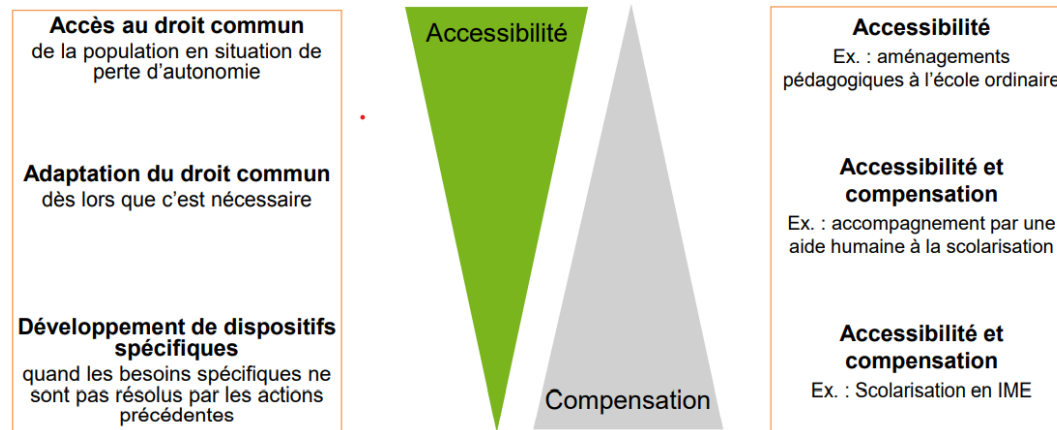 Accès au droit commun
de la population en situation de
perte d’autonomie
Adaptation du droit commun
dès lors que c’est nécessaire
Développement de dispositifs
spécifiques
quand les besoins spécifiques ne
sont pas résolus par les actions
précédentes
Accessibilité
Compensation
Accessibilité
Ex. : aménagements
pédagogiques à l’école ordinaire
Accessibilité et
compensation
Ex. : accompagnement par une
aide humaine à la scolarisation
Accessibilité et
compensation
Ex. : Scolarisation en IME